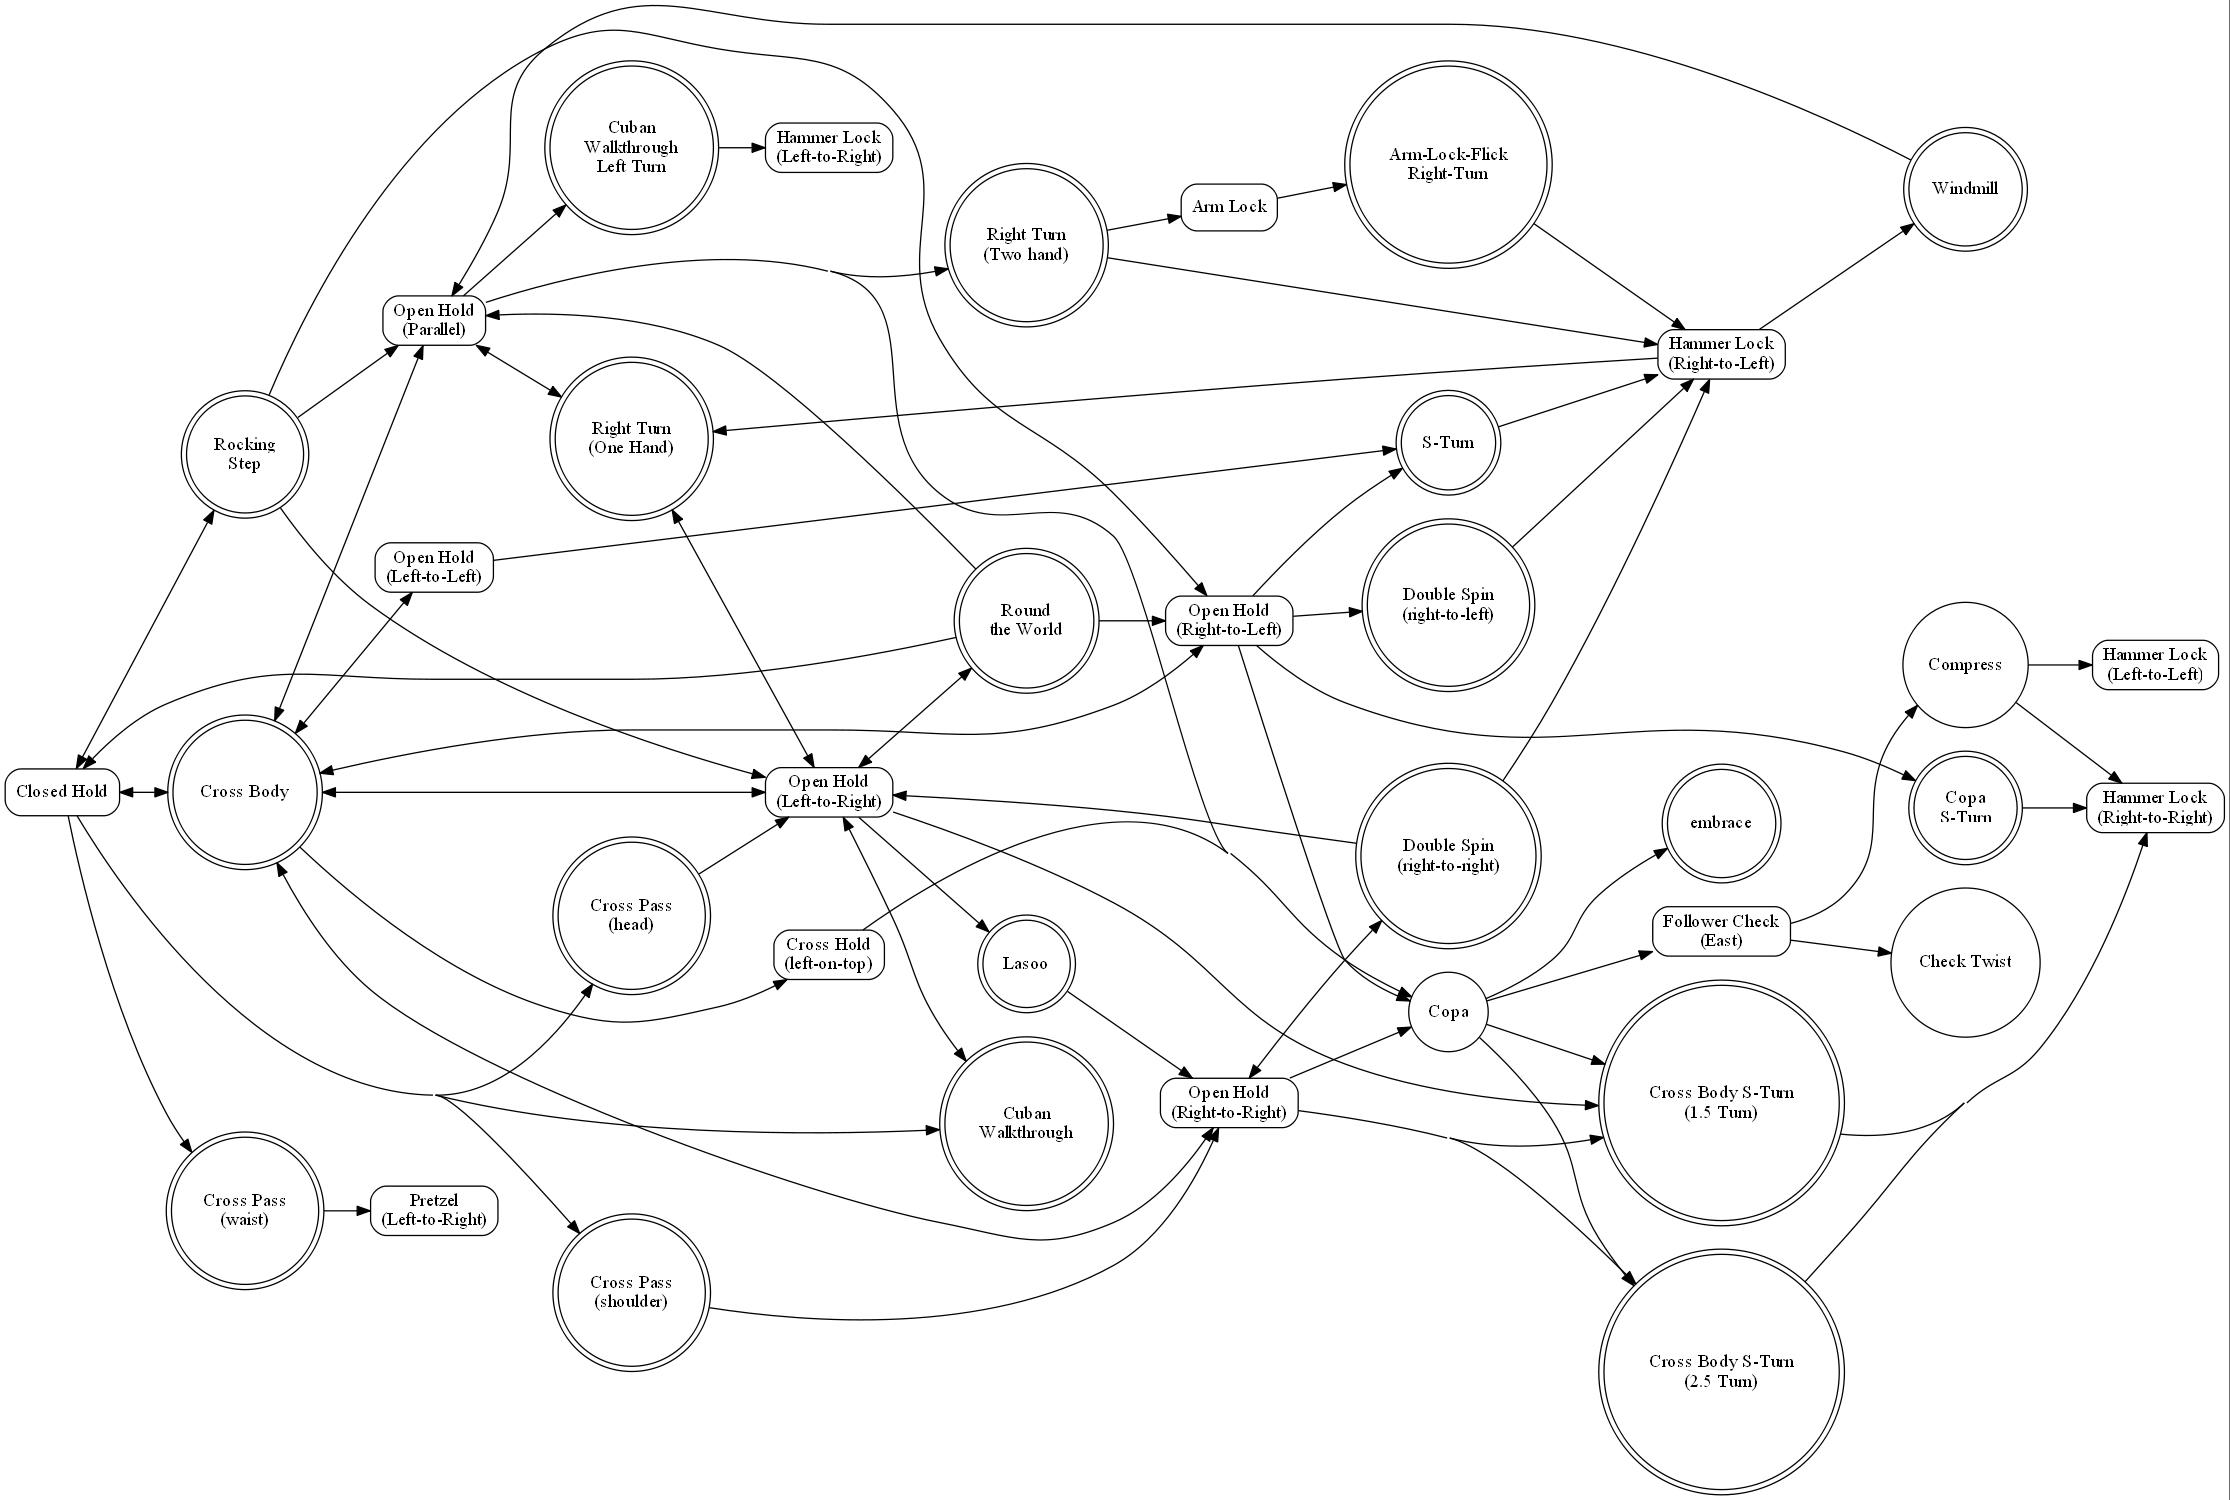 Cuban
Walkthrough
Left Turn
Hammer Lock
(Left-to-Right)
Arm-Lock-Flick
Right-Turn
Windmill
Arm Lock
Right Turn
(Two hand)
Open Hold
(Parallel)
Hammer Lock
(Right-to-Left)
Right Turn
(One Hand)
S-Turn
Rocking
Step
Open Hold
(Left-to-Left)
Round
the World
Open Hold
(Right-to-Left)
Double Spin
(right-to-left)
Compress
Hammer Lock
(Left-to-Left)
Closed Hold
Cross Body
Open Hold
(Left-to-Right)
Copa
S-Turn
Hammer Lock
(Right-to-Right)
embrace
Double Spin
(right-to-right)
Cross Pass
(head)
Cross Hold
(left-on-top)
Lasoo
Follower Check
(East)
Check Twist
Copa
Cuban
Walkthrough
Open Hold
(Right-to-Right)
Cross Body S-Turn
(1.5 Turn)
Cross Pass
(waist)
Pretzel
(Left-to-Right)
Cross Pass
(shoulder)
Cross Body S-Turn
(2.5 Turn)